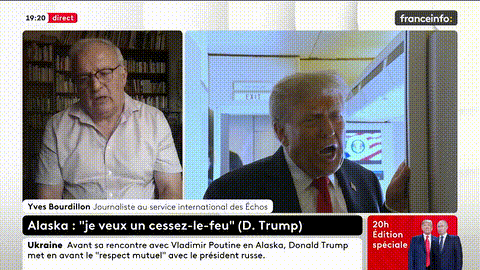 19:20 direct
franceinfo:
Yves Bourdillon Journaliste au service international des Échos
Alaska : "je veux un cessez-le-feu" (D. Trump)
20h
Édition
spéciale
Ukraine Avant sa rencontre avec Vladimir Poutine en Alaska, Donald Trump
met en avant le "respect mutuel" avec le président russe.